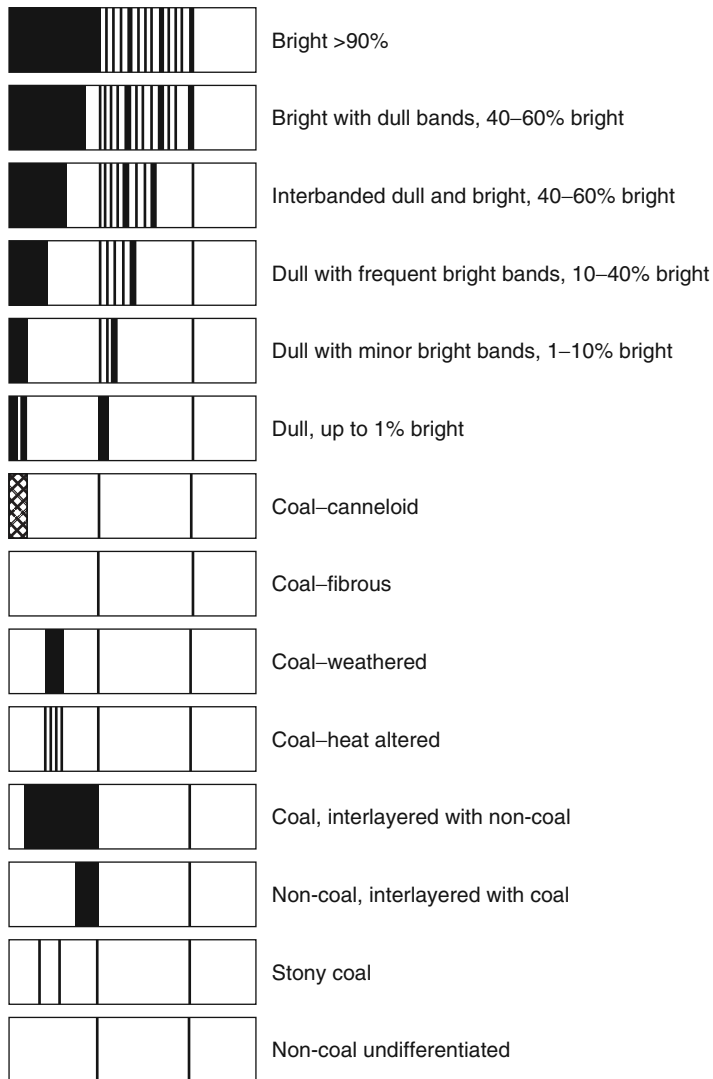 Bright >90%
Bright with dull bands, 40–60% bright
Interbanded dull and bright, 40–60% bright
Dull with frequent bright bands, 10–40% bright
Dull with minor bright bands, 1–10% bright
Dull, up to 1% bright
Coal–canneloid
Coal–fibrous
Coal–weathered
Coal–heat altered
Coal, interlayered with non-coal
Non-coal, interlayered with coal
Stony coal
Non-coal undifferentiated